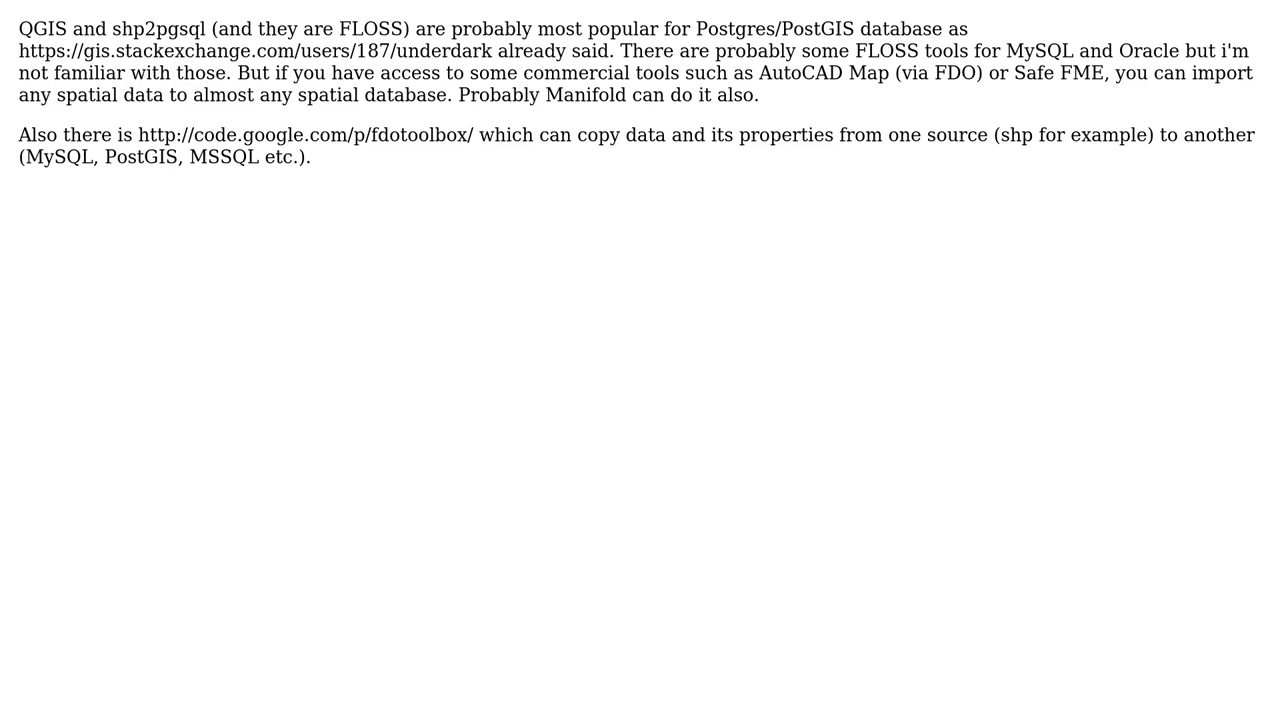 QGIS and shp2pgsql (and they are FLOSS) are probably most popular for Postgres/PostGIS database as
https://gis.stackexchange.com/users/187/underdark already said. There are probably some FLOSS tools for MySQL and Oracle but i'm
not familiar with those. But if you have access to some commercial tools such as AutoCAD Map (via FDO) or Safe FME, you can import
any spatial data to almost any spatial database. Probably Manifold can do it also.
Also there is http://code.google.com/p/fdotoolbox/ which can copy data and its properties from one source (shp for example) to another
(MySQL, PostGIS, MSSQL etc.).